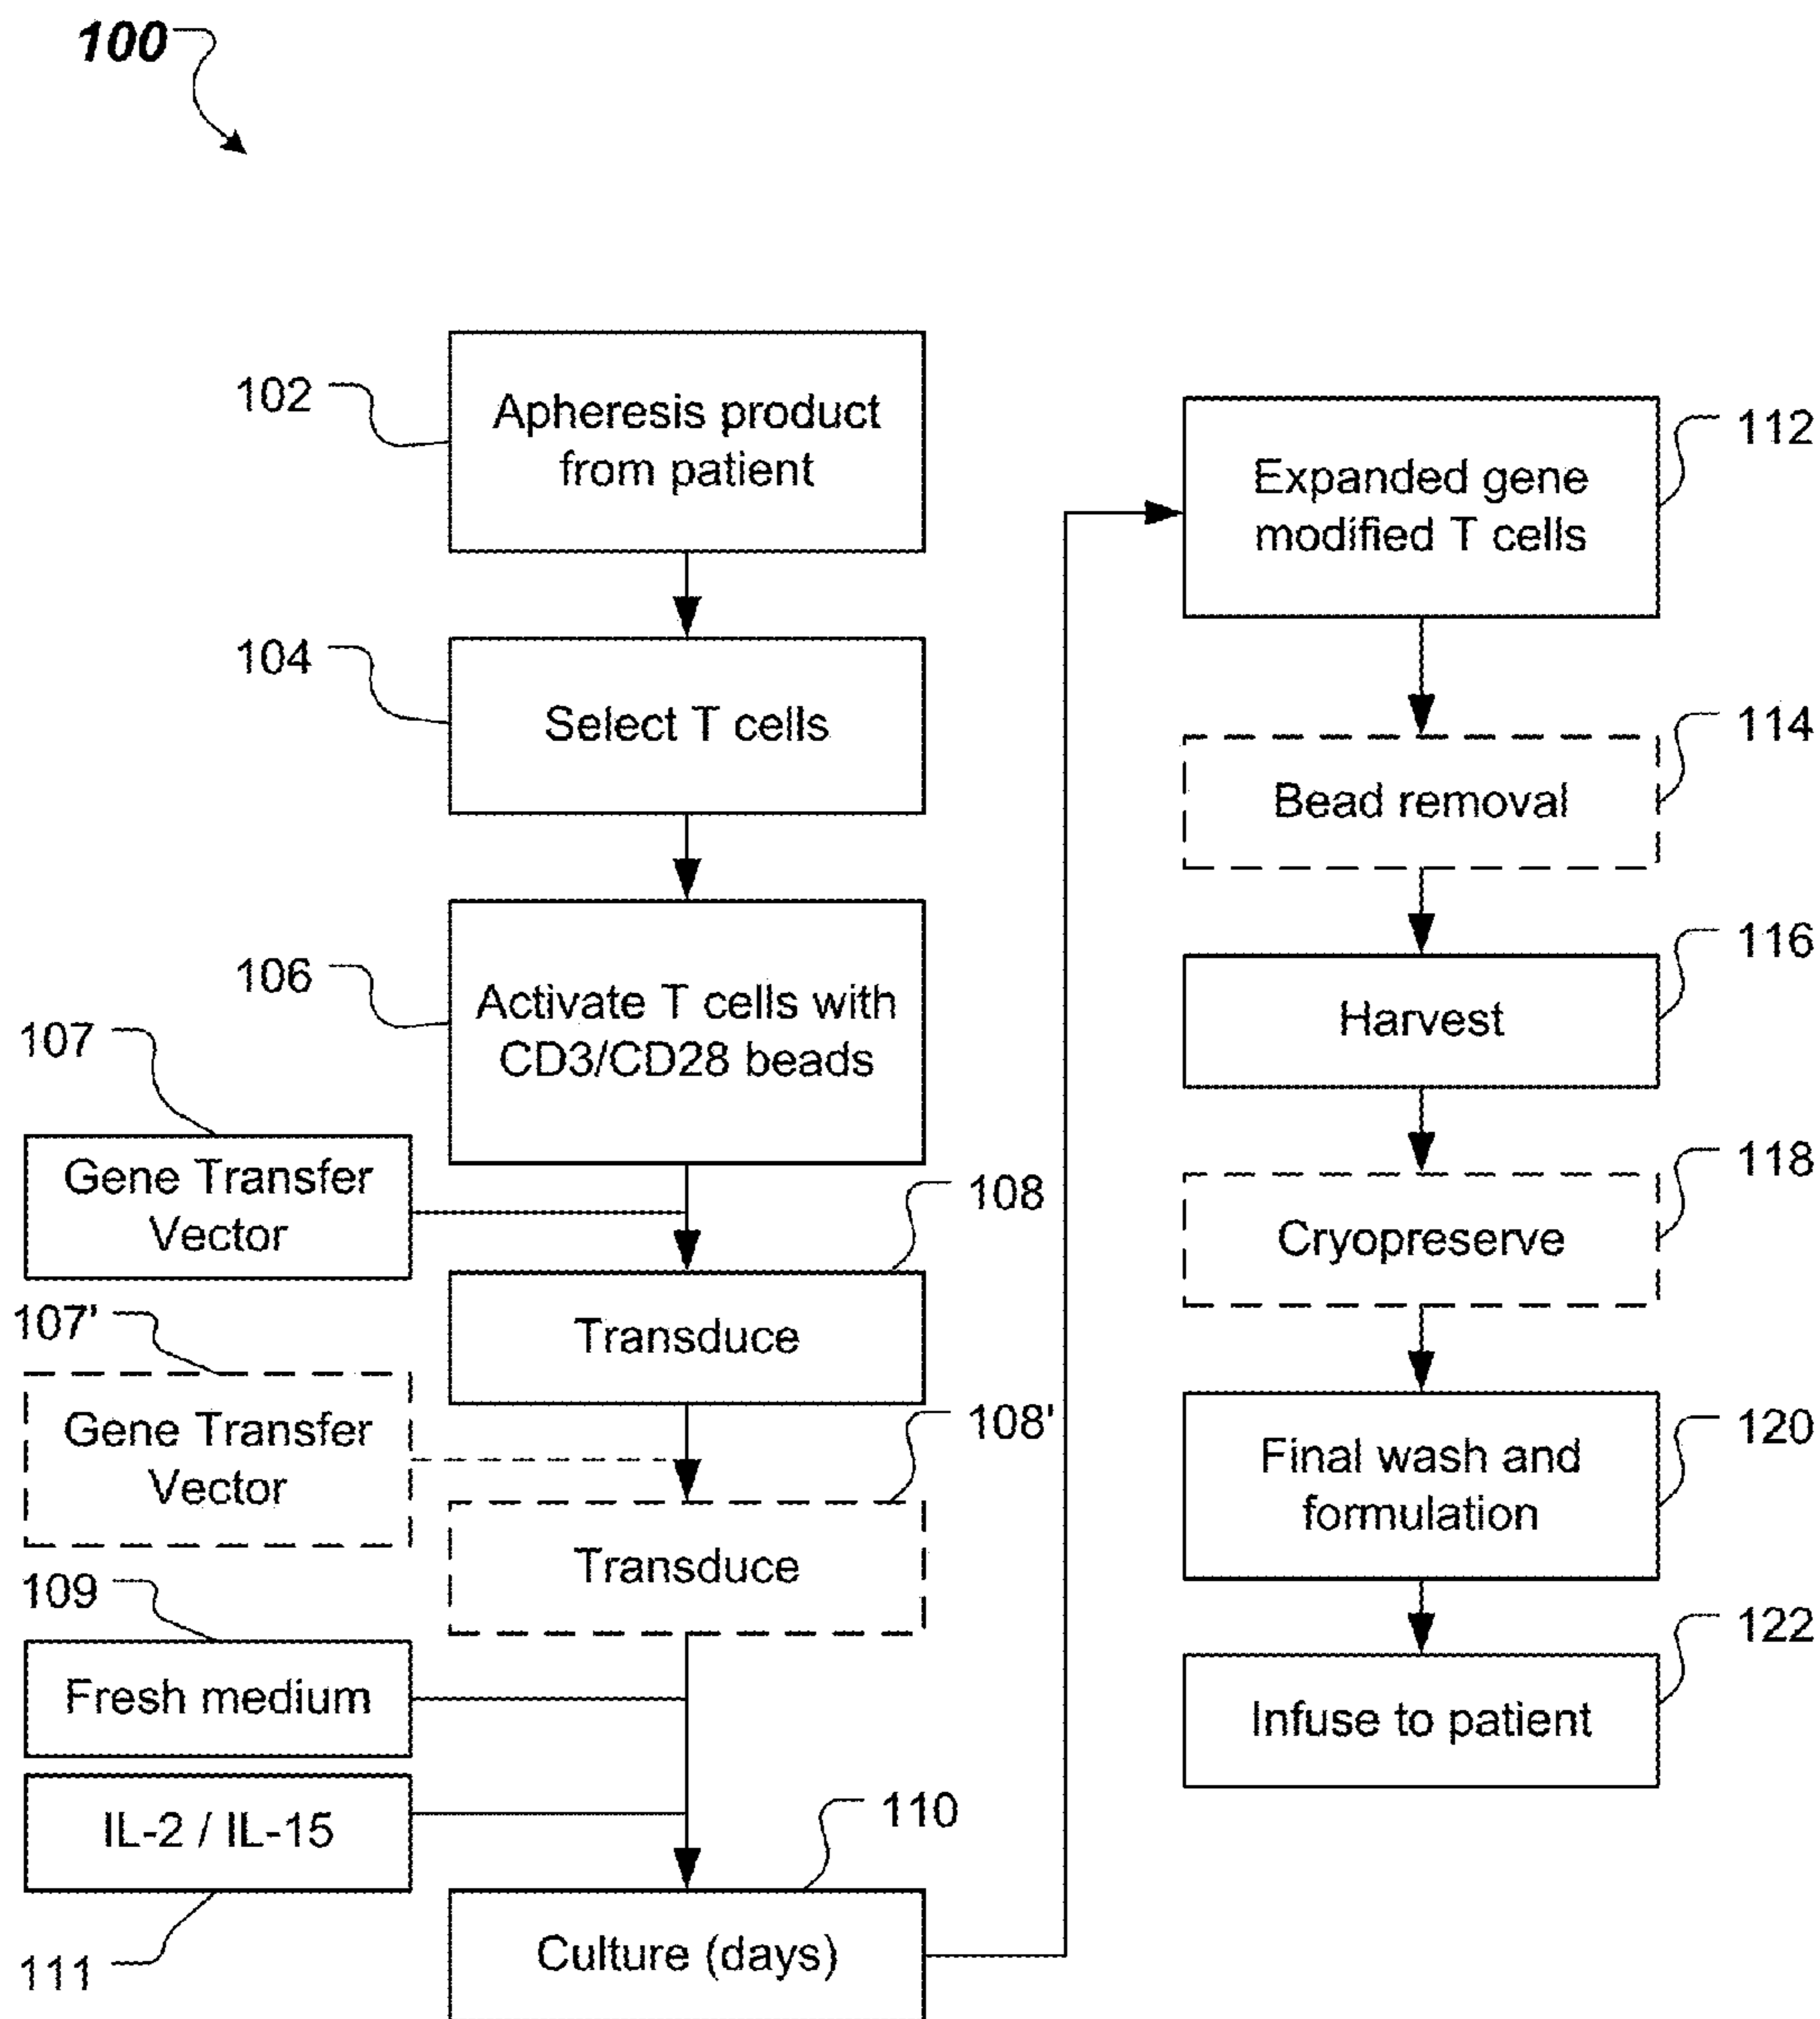 100
102
Apheresis product
from patient
104
Select T cells
106
Activate T cells with
CD3/CD28 beads
107
Gene Transfer
Vector
108
Transduce
107'
Gene Transfer
Vector
108'
Transduce
109
Fresh medium
IL-2 / IL-15
111
110
Culture (days)
112
Expanded gene
modified T cells
114
Bead removal
116
Harvest
118
Cryopreserve
120
Final wash and
formulation
122
Infuse to patient